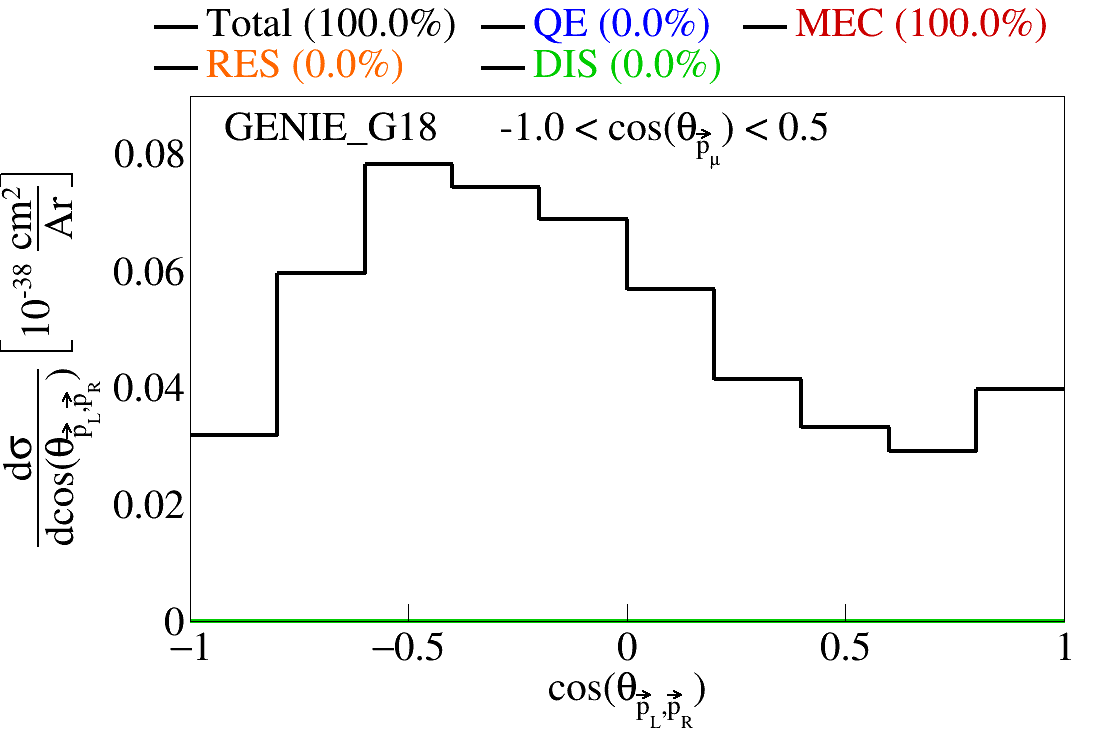 Total (100.0%) QE (0.0%) MEC (100.0%)
RES (0.0%) DIS (0.0%)
GENIE_G18 -1.0 < cos(θp⃗μ) < 0.5
dσ/dcos(θp⃗L,p⃗R) [10-38 cm2/Ar]
0.08
0.06
0.04
0.02
0
−1 −0.5 0 0.5 1
cos(θp⃗L,p⃗R)